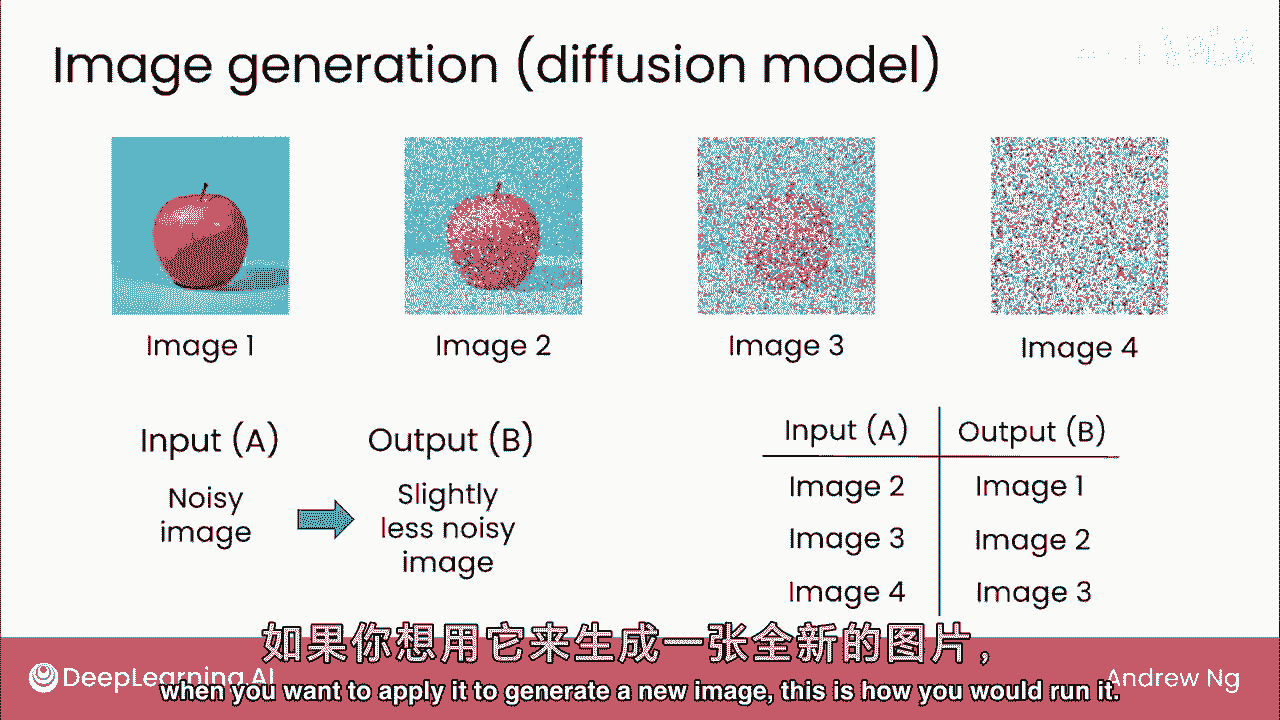 Image generation (diffusion model)
Image 1
Image 2
Image 3
Image 4
Input (A)
Output (B)
Noisy
image
Slightly
less noisy
image
Input (A) Output (B)
Image 2 Image 1
Image 3 Image 2
Image 4 Image 3
如果你想用它来生成一张全新的图片，
DeepLearning.AI
Andrew Ng
when you want to apply it to generate a new image, this is how you would run it.